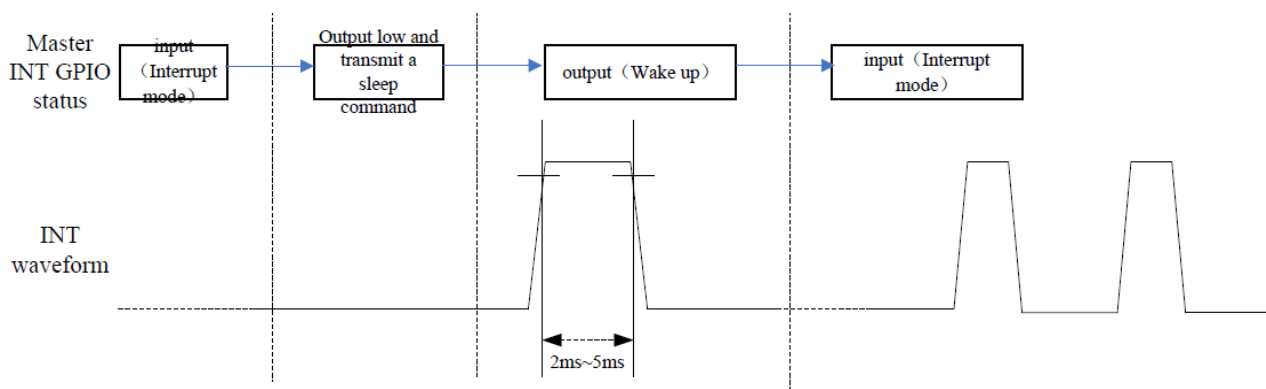 Master
INT GPIO
status
input
（Interrupt
mode）
Output low and
transmit a
sleep
command
output（Wake up）
input（Interrupt
mode）
INT
waveform
2ms~5ms